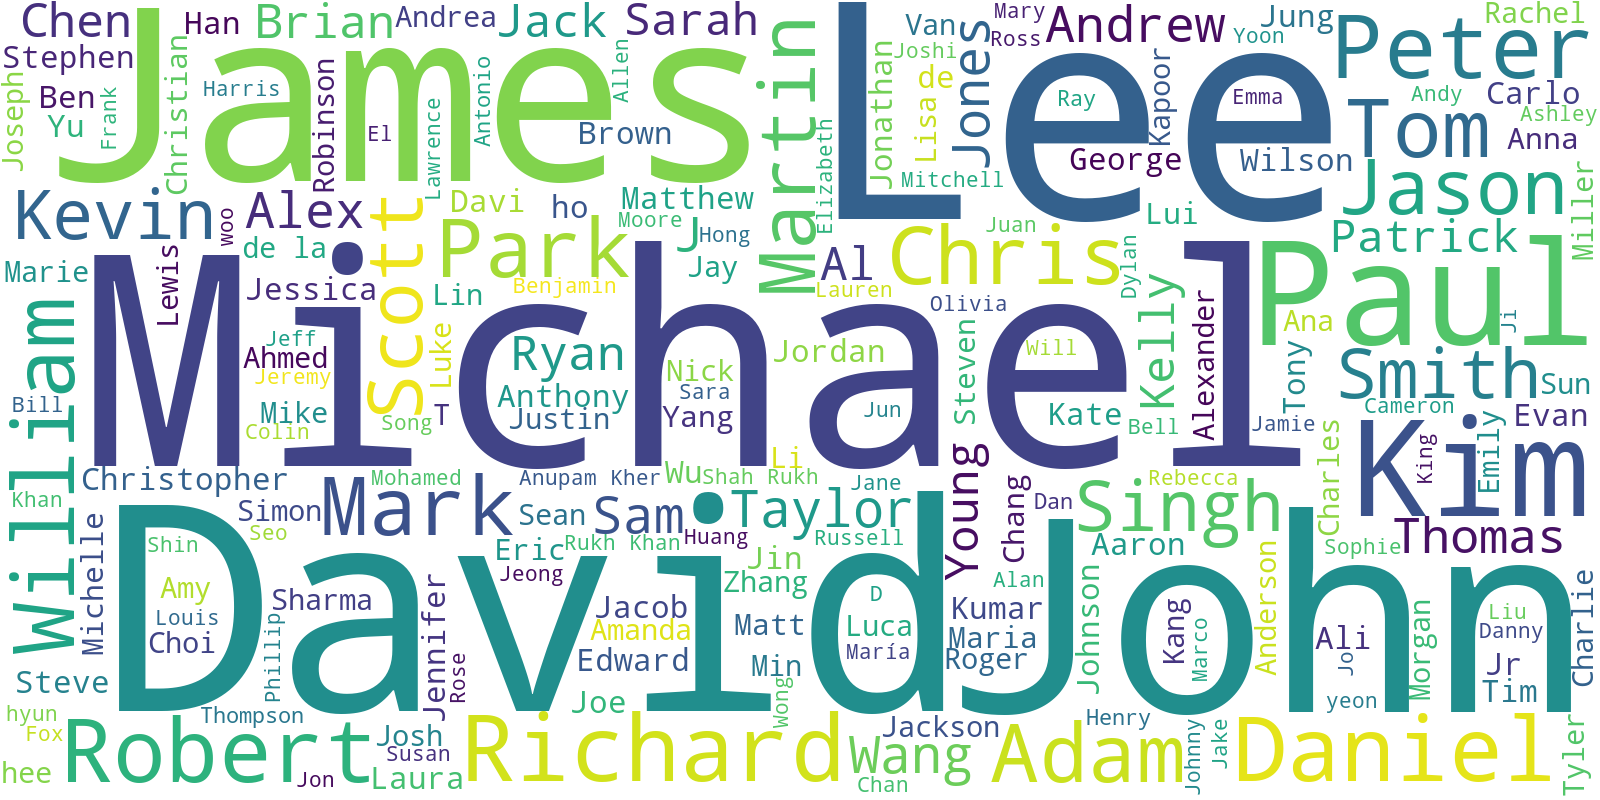 Chen
Han
Brian
Andrea
Jack
Sarah
James
Lee
Martin
Van
Mary
Ross
Andrew
Jung
Yoon
Peter
Rachel
Stephen
Christian
Harris
Robinson
Joseph
Ben
Yu
Frank
El
Lawrence
Antonio
Allen
Brown
Jonathan
Joshi
de
Lisa
Jones
Ray
Emma
Kapoor
George
Wilson
Tom
Andy
Carlo
Ashley
Anna
Elizabeth
Mitchell
Jason
Miller
Kevin
woo
Alex
de la
Scott
Davi
ho
Matthew
Moore
J
Hong
Jay
Park
Al
Chris
Juan
Lui
Dylan
Patrick
Paul
Marie
Lewis
Jessica
Lin
Benjamin
Lauren
Olivia
Kelly
Alexander
Ana
Ji
Michael
William
Jeff
Ahmed
Jeremy
Luke
Ryan
Nick
Jordan
Steven
Will
Tony
Smith
Sun
Bill
Mike
Colin
Song
T
Anthony
Justin
Sara
Yang
Jun
Kate
Bell
Jamie
Cameron
Evan
Christopher
Mohamed
Anupam Kher
Wu
Li
Shah Rukh
Jane
Young
Dan
Rebecca
Charles
King
Emily
Kim
Khan
Michelle
Simon
Seo
Mark
Sean
Sam
Taylor
Chang
Singh
Thomas
Shin
Eric
Rukh Khan
Huang
Jin
Russell
Aaron
Sophie
David
John
Amy
Louis
Choi
Sharma
Phillip
Jennifer
Jeong
Rose
Jacob
Amanda
Edward
Zhang
Matt
Min
D
Luca
María
Alan
Kumar
Maria
Roger
Johnson
Kang
Marco
Anderson
Ali
Jo
Morgan
Liu
Danny
Jr
Tim
Charlie
Steve
Thompson
Joe
Wong
Jackson
Henry
yeon
hyun
Fox
hee
Robert
Jon
Josh
Susan
Laura
Richard
Wang
Chan
Adam
Johnny
Jake
Daniel
Tyler